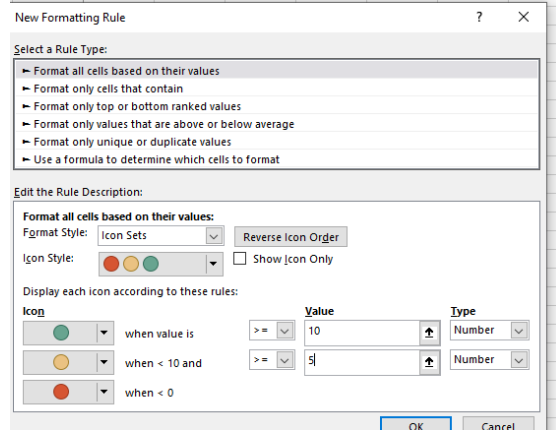 New Formatting Rule ? ×
Select a Rule Type:
► Format all cells based on their values
► Format only cells that contain
► Format only top or bottom ranked values
► Format only values that are above or below average
► Format only unique or duplicate values
► Use a formula to determine which cells to format
Edit the Rule Description:
Format all cells based on their values:
Format Style: Icon Sets Reverse Icon Order
Icon Style: Show Icon Only
Display each icon according to these rules:
Icon Value Type
when value is >= 10 Number
when < 10 and >= 5 Number
when < 0
OK Cancel